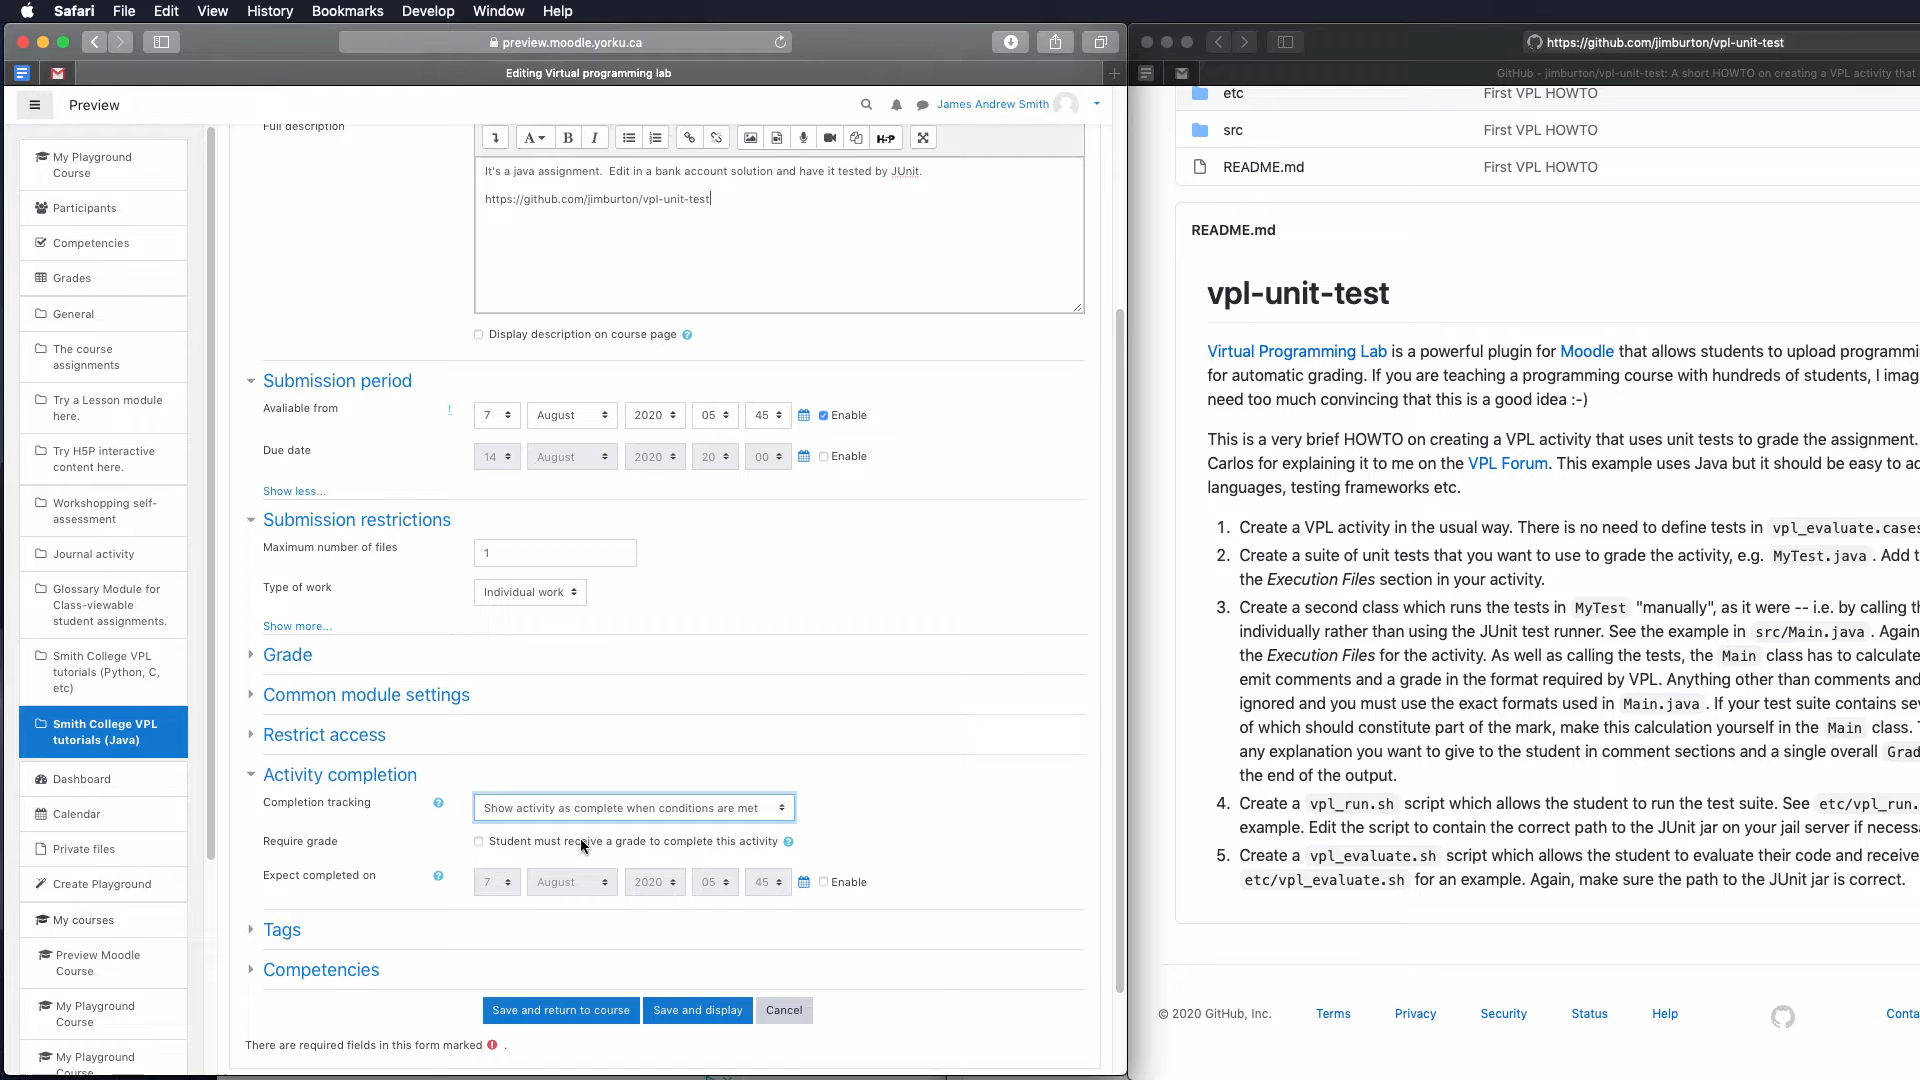 Safari File Edit View History Bookmarks Develop Window Help
preview.moodle.yorku.ca
Editing Virtual programming lab
Preview
James Andrew Smith
My Playground
Course
Participants
Competencies
Grades
General
The course
assignments
Try a Lesson module
here.
Try H5P interactive
content here.
Workshopping self-
assessment
Journal activity
Glossary Module for
Class-viewable
student assignments.
Smith College VPL
tutorials (Python, C,
etc)
Smith College VPL
tutorials (Java)
Dashboard
Calendar
Private files
Create Playground
My courses
Preview Moodle
Course
My Playground
Course
My Playground
Course
Full description
A B I H-P
It's a java assignment. Edit in a bank account solution and have it tested by JUnit.
https://github.com/jimburton/vpl-unit-test
Display description on course page
Submission period
Avaliable from ! 7 August 2020 05 45 Enable
Due date 14 August 2020 20 00 Enable
Show less...
Submission restrictions
Maximum number of files 1
Type of work Individual work
Show more...
Grade
Common module settings
Restrict access
Activity completion
Completion tracking Show activity as complete when conditions are met
Require grade Student must receive a grade to complete this activity
Expect completed on 7 August 2020 05 45 Enable
Tags
Competencies
Save and return to course Save and display Cancel
There are required fields in this form marked .
https://github.com/jimburton/vpl-unit-test
GitHub - jimburton/vpl-unit-test: A short HOWTO on creating a VPL activity that
etc First VPL HOWTO
src First VPL HOWTO
README.md First VPL HOWTO
README.md
vpl-unit-test
Virtual Programming Lab is a powerful plugin for Moodle that allows students to upload programmi
for automatic grading. If you are teaching a programming course with hundreds of students, I imag
need too much convincing that this is a good idea :-)
This is a very brief HOWTO on creating a VPL activity that uses unit tests to grade the assignment.
Carlos for explaining it to me on the VPL Forum. This example uses Java but it should be easy to ad
languages, testing frameworks etc.
1. Create a VPL activity in the usual way. There is no need to define tests in vpl_evaluate.cases
2. Create a suite of unit tests that you want to use to grade the activity, e.g. MyTest.java. Add t
the Execution Files section in your activity.
3. Create a second class which runs the tests in MyTest "manually", as it were -- i.e. by calling th
individually rather than using the JUnit test runner. See the example in src/Main.java. Again
the Execution Files for the activity. As well as calling the tests, the Main class has to calculate
emit comments and a grade in the format required by VPL. Anything other than comments and
ignored and you must use the exact formats used in Main.java. If your test suite contains sev
of which should constitute part of the mark, make this calculation yourself in the Main class. T
any explanation you want to give to the student in comment sections and a single overall Grad
the end of the output.
4. Create a vpl_run.sh script which allows the student to run the test suite. See etc/vpl_run.
example. Edit the script to contain the correct path to the JUnit jar on your jail server if necessa
5. Create a vpl_evaluate.sh script which allows the student to evaluate their code and receive
etc/vpl_evaluate.sh for an example. Again, make sure the path to the JUnit jar is correct.
© 2020 GitHub, Inc. Terms Privacy Security Status Help Conta